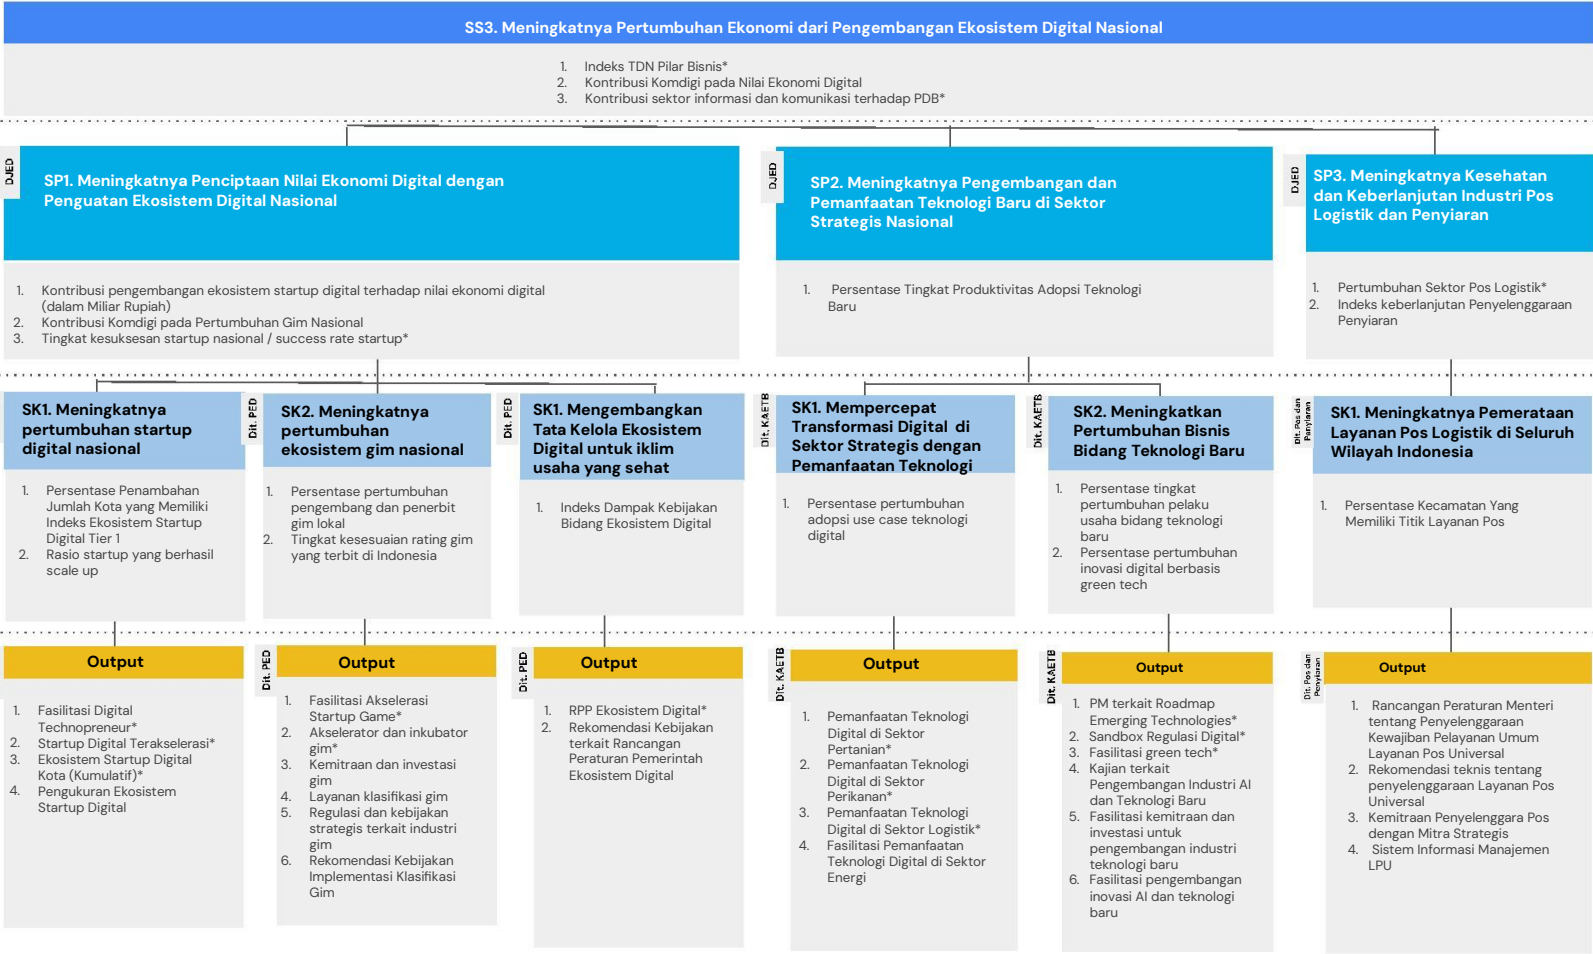 SS3. Meningkatnya Pertumbuhan Ekonomi dari Pengembangan Ekosistem Digital Nasional
1. Indeks TDN Pilar Bisnis*
2. Kontribusi Komdigi pada Nilai Ekonomi Digital
3. Kontribusi sektor informasi dan komunikasi terhadap PDB*
DJED
SP1. Meningkatnya Penciptaan Nilai Ekonomi Digital dengan
Penguatan Ekosistem Digital Nasional
1. Kontribusi pengembangan ekosistem startup digital terhadap nilai ekonomi digital
(dalam Miliar Rupiah)
2. Kontribusi Komdigi pada Pertumbuhan Gim Nasional
3. Tingkat kesuksesan startup nasional / success rate startup*
DJED
SP2. Meningkatnya Pengembangan dan
Pemanfaatan Teknologi Baru di Sektor
Strategis Nasional
1. Persentase Tingkat Produktivitas Adopsi Teknologi
Baru
DJED
SP3. Meningkatnya Kesehatan
dan Keberlanjutan Industri Pos
Logistik dan Penyiaran
1. Pertumbuhan Sektor Pos Logistik*
2. Indeks keberlanjutan Penyelenggaraan
Penyiaran
SK1. Meningkatnya
pertumbuhan startup
digital nasional
1. Persentase Penambahan
Jumlah Kota yang Memiliki
Indeks Ekosistem Startup
Digital Tier 1
2. Rasio startup yang berhasil
scale up
Dit. PED
SK2. Meningkatnya
pertumbuhan
ekosistem gim nasional
1. Persentase pertumbuhan
pengembang dan penerbit
gim lokal
2. Tingkat kesesuaian rating gim
yang terbit di Indonesia
Dit. PED
SK1. Mengembangkan
Tata Kelola Ekosistem
Digital untuk iklim
usaha yang sehat
1. Indeks Dampak Kebijakan
Bidang Ekosistem Digital
Dit. KAETB
SK1. Mempercepat
Transformasi Digital di
Sektor Strategis dengan
Pemanfaatan Teknologi
1. Persentase pertumbuhan
adopsi use case teknologi
digital
Dit. KAETB
SK2. Meningkatkan
Pertumbuhan Bisnis
Bidang Teknologi Baru
1. Persentase tingkat
pertumbuhan pelaku
usaha bidang teknologi
baru
2. Persentase pertumbuhan
inovasi digital berbasis
green tech
Dit. Pos dan
Penyiaran
SK1. Meningkatnya Pemerataan
Layanan Pos Logistik di Seluruh
Wilayah Indonesia
1. Persentase Kecamatan Yang
Memiliki Titik Layanan Pos
Output
1. Fasilitasi Digital
Technopreneur*
2. Startup Digital Terakselerasi*
3. Ekosistem Startup Digital
Kota (Kumulatif)*
4. Pengukuran Ekosistem
Startup Digital
Dit. PED
Output
1. Fasilitasi Akselerasi
Startup Game*
2. Akselerator dan inkubator
gim*
3. Kemitraan dan investasi
gim
4. Layanan klasifikasi gim
5. Regulasi dan kebijakan
strategis terkait industri
gim
6. Rekomendasi Kebijakan
Implementasi Klasifikasi
Gim
Dit. PED
Output
1. RPP Ekosistem Digital*
2. Rekomendasi Kebijakan
terkait Rancangan
Peraturan Pemerintah
Ekosistem Digital
Dit. KAETB
Output
1. Pemanfaatan Teknologi
Digital di Sektor
Pertanian*
2. Pemanfaatan Teknologi
Digital di Sektor
Perikanan*
3. Pemanfaatan Teknologi
Digital di Sektor Logistik*
4. Fasilitasi Pemanfaatan
Teknologi Digital di Sektor
Energi
Dit. KAETB
Output
1. PM terkait Roadmap
Emerging Technologies*
2. Sandbox Regulasi Digital*
3. Fasilitasi green tech*
4. Kajian terkait
Pengembangan Industri AI
dan Teknologi Baru
5. Fasilitasi kemitraan dan
investasi untuk
pengembangan industri
teknologi baru
6. Fasilitasi pengembangan
inovasi AI dan teknologi
baru
Dit. Pos dan
Penyiaran
Output
1. Rancangan Peraturan Menteri
tentang Penyelenggaraan
Kewajiban Pelayanan Umum
Layanan Pos Universal
2. Rekomendasi teknis tentang
penyelenggaraan Layanan Pos
Universal
3. Kemitraan Penyelenggara Pos
dengan Mitra Strategis
4. Sistem Informasi Manajemen
LPU